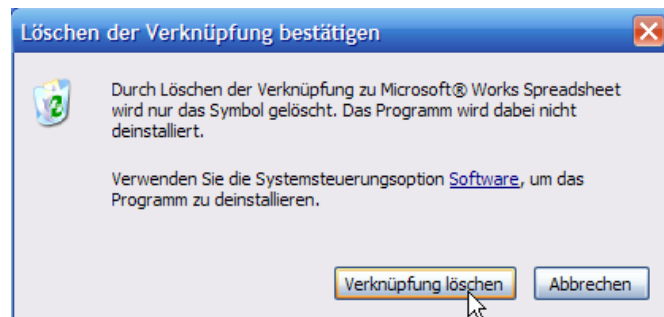 Löschen der Verknüpfung bestätigen
Durch Löschen der Verknüpfung zu Microsoft® Works Spreadsheet
wird nur das Symbol gelöscht. Das Programm wird dabei nicht
deinstalliert.
Verwenden Sie die Systemsteuerungsoption Software, um das
Programm zu deinstallieren.
Verknüpfung löschen
Abbrechen